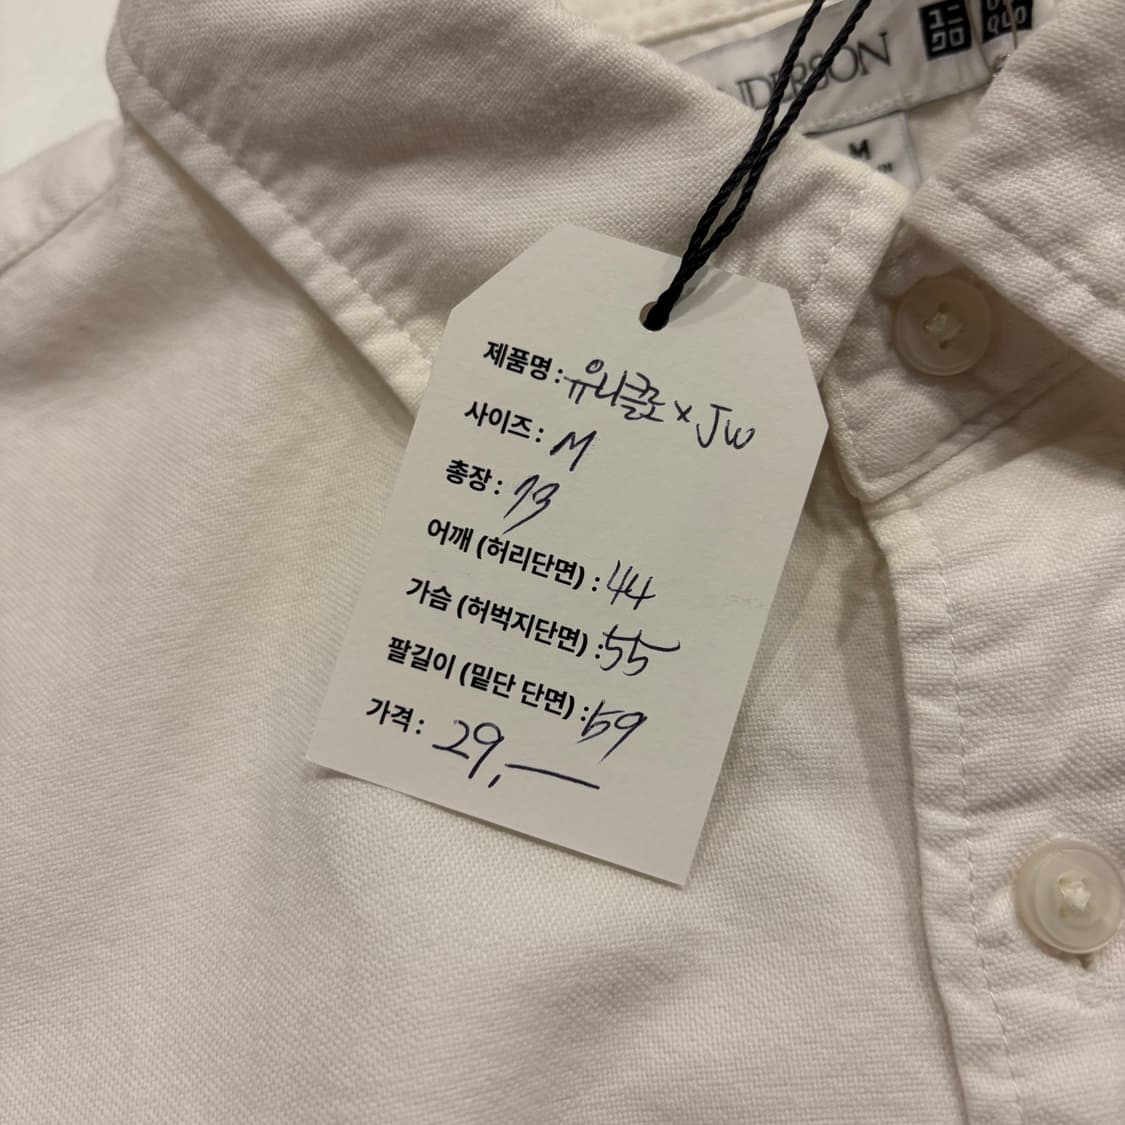 ANDERSON
M
제품명 : 유니클로 x JW
사이즈 : M
총장 : 73
어깨 (허리단면) : 44
가슴 (허벅지단면) : 55
팔길이 (밑단 단면) : 59
가격 : 29,—